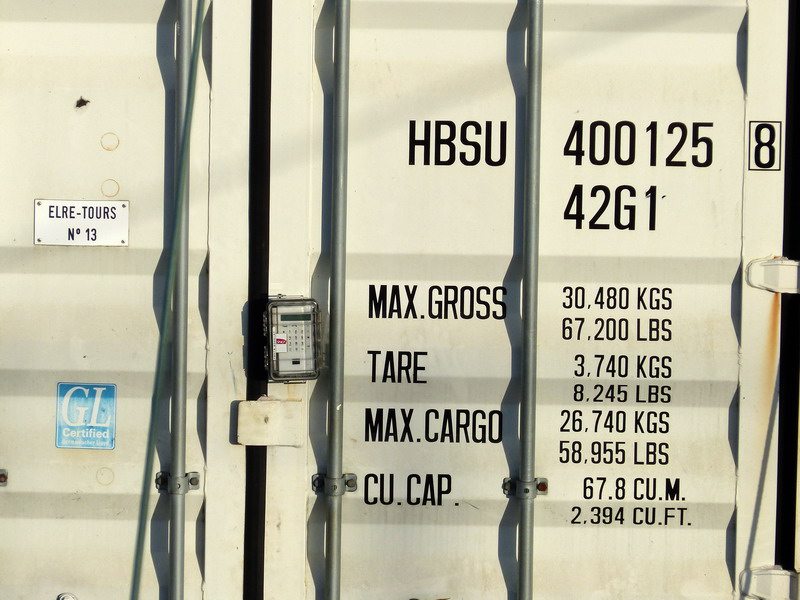 HBSU 400125 8
42G1
ELRE-TOURS
Nº 13
MAX.GROSS 30,480 KGS
67,200 LBS
TARE 3,740 KGS
8,245 LBS
MAX.CARGO 26,740 KGS
58,955 LBS
CU.CAP. 67.8 CU.M.
2,394 CU.FT.
GL
Certified